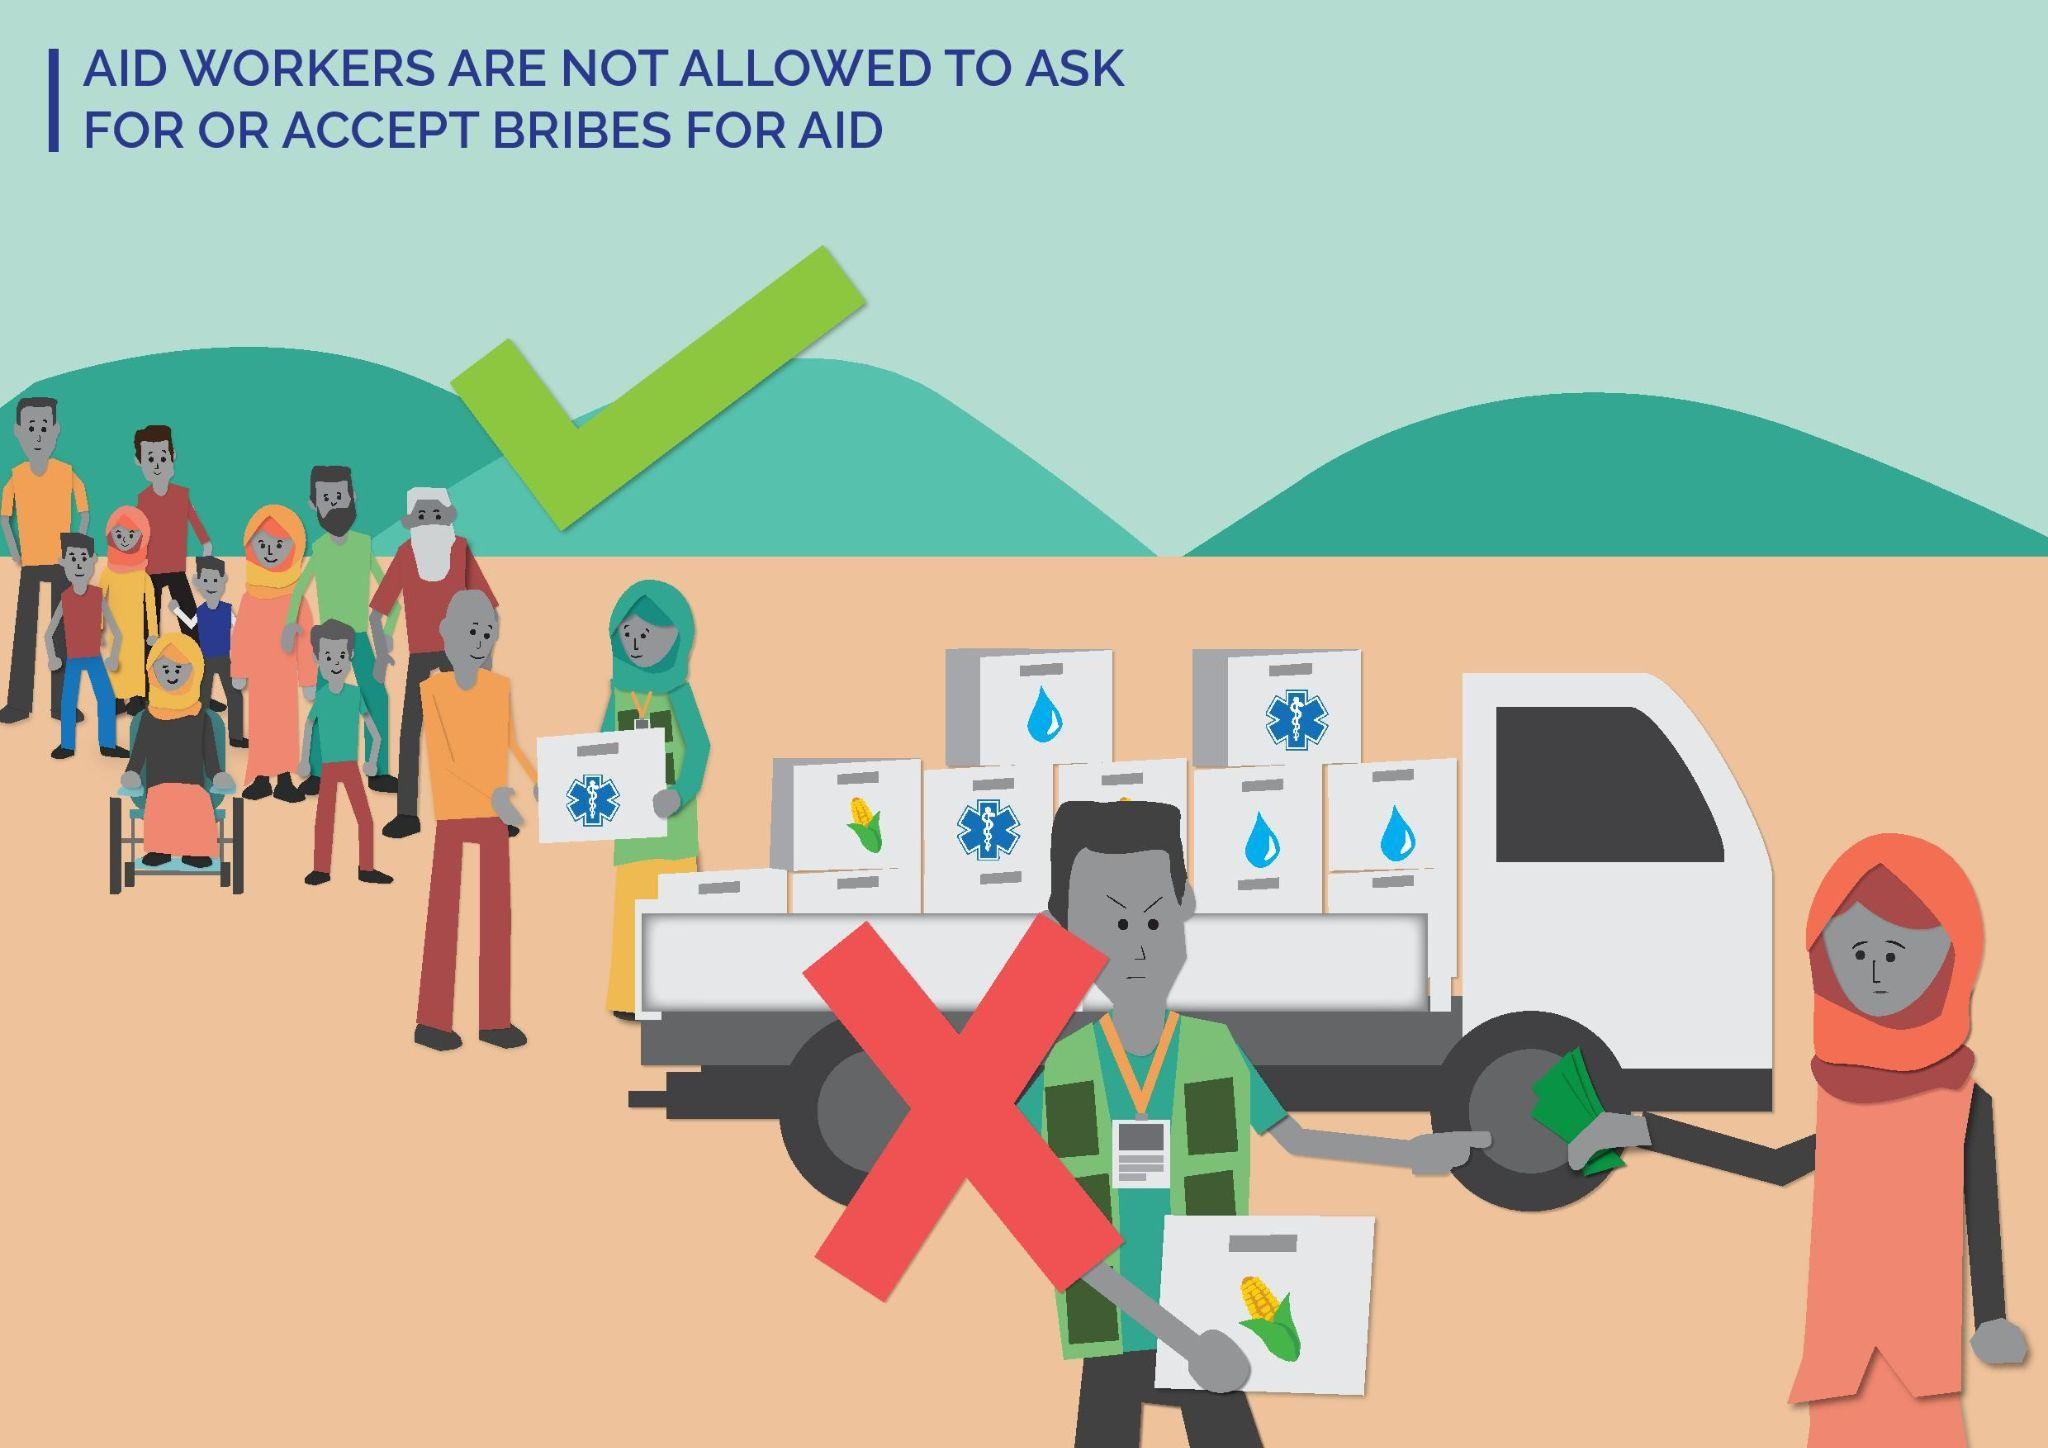 AID WORKERS ARE NOT ALLOWED TO ASK
FOR OR ACCEPT BRIBES FOR AID